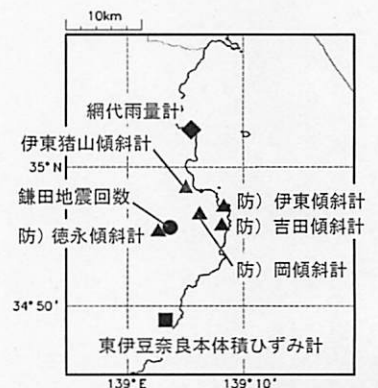 10km
網代雨量計
伊東猪山傾斜計
35°N
鎌田地震回数
防）伊東傾斜計
防）徳永傾斜計
防）吉田傾斜計
防）岡傾斜計
34°50'
東伊豆奈良本体積ひずみ計
139°E
139°10'